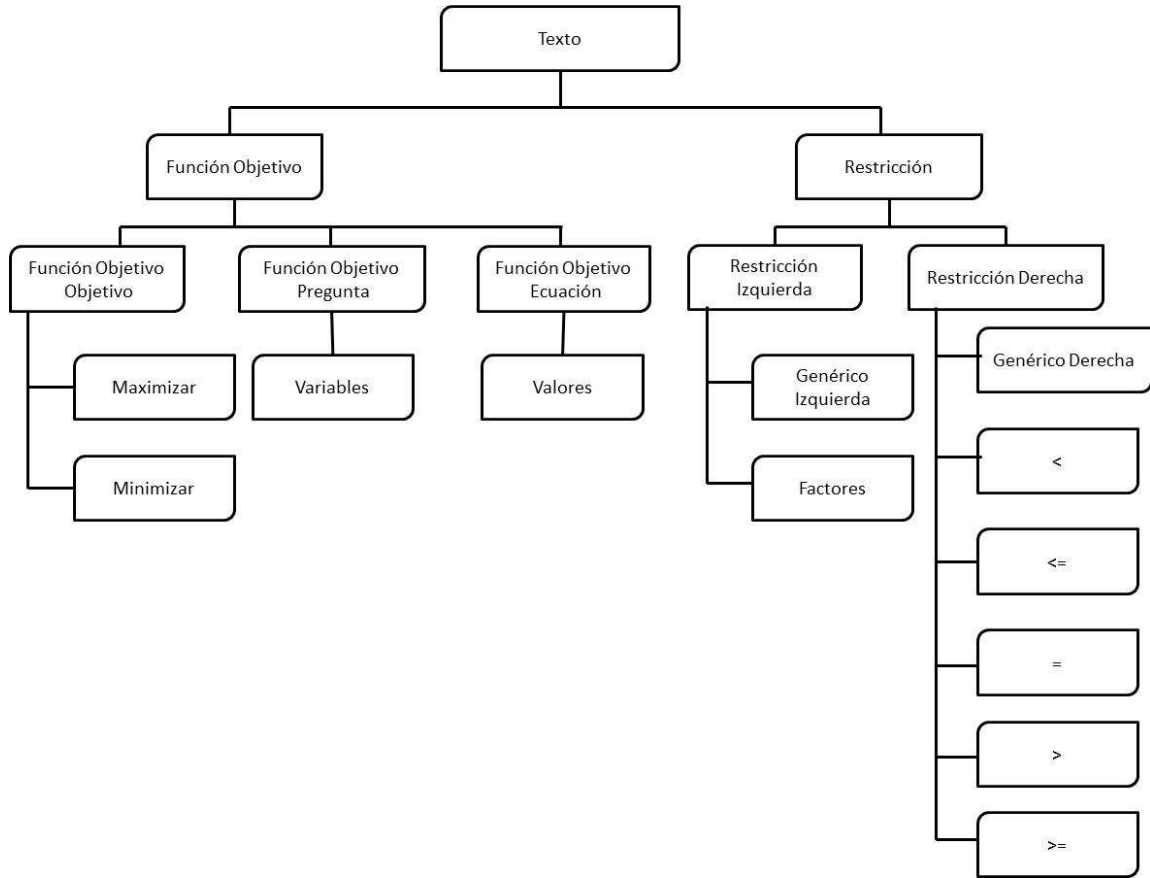 Texto
Función Objetivo
Restricción
Función Objetivo
Objetivo
Función Objetivo
Pregunta
Función Objetivo
Ecuación
Restricción
Izquierda
Restricción Derecha
Maximizar
Variables
Valores
Genérico
Izquierda
Genérico Derecha
Minimizar
Factores
<
<=
=
>
>=